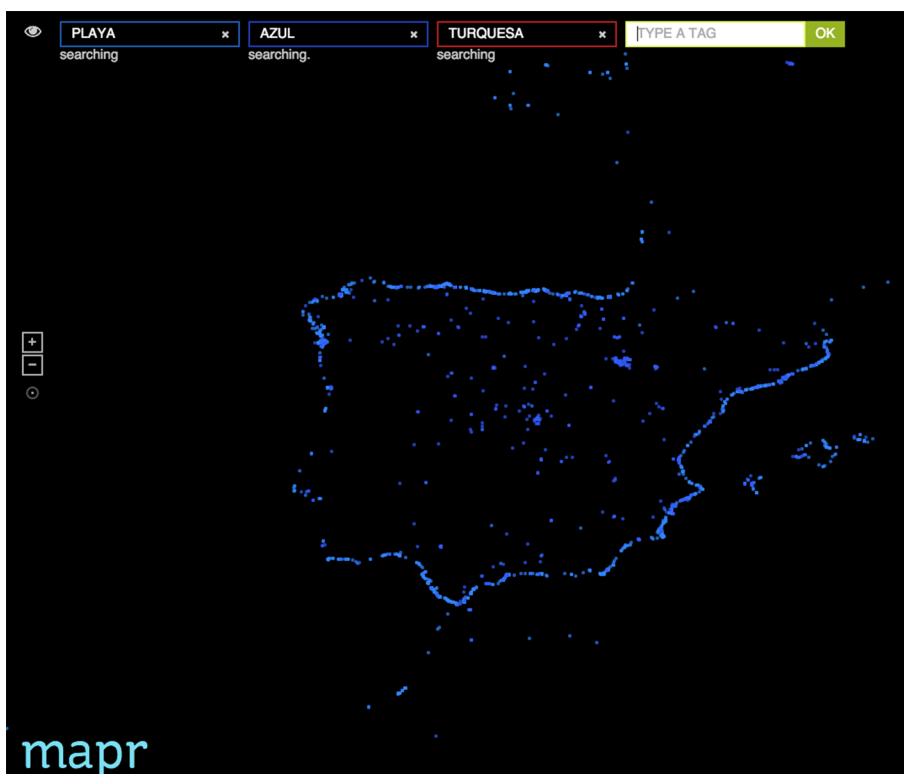 PLAYA × AZUL × TURQUESA × TYPE A TAG OK
searching searching. searching
+
−
mapr